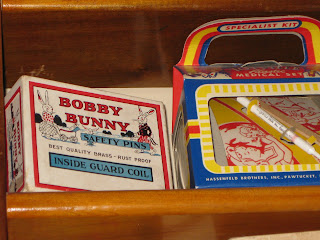 BOBBY
BUNNY
SAFETY PINS
BEST QUALITY BRASS - RUST PROOF
INSIDE GUARD COIL
SPECIALIST KIT
MEDICAL SET
HASSENFELD BROTHERS, INC., PAWTUCKET,